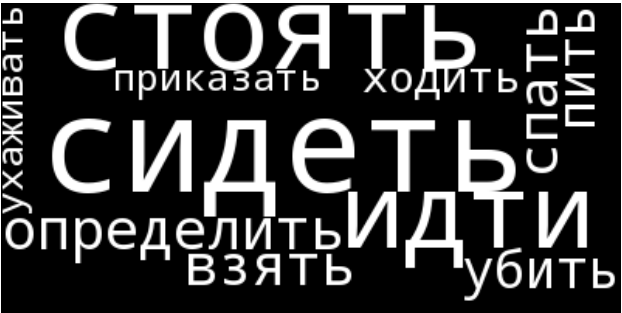 стоять
приказать
ходить
спать
пить
ухаживать
сидеть
идти
определить
взять
убить